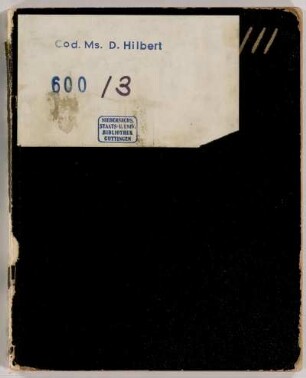 Cod. Ms. D. Hilbert
///
600 /3
NIEDERSÄCHS.
STAATS-U. UNIV.
BIBLIOTHEK
GÖTTINGEN